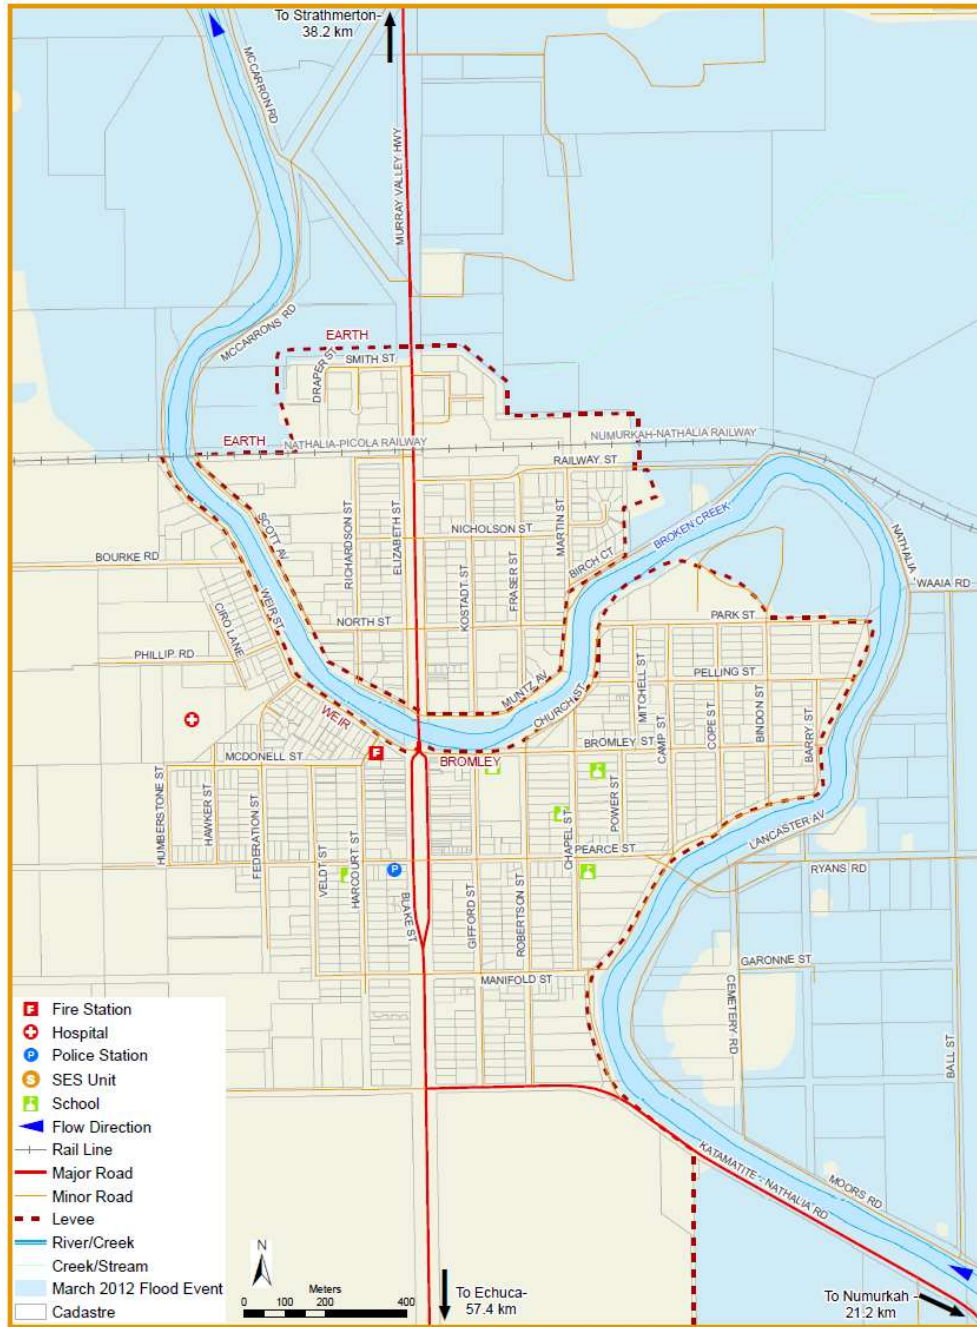 To Strathmerton-
38.2 km
MCCARRON RD
MURRAY VALLEY HWY
MCCARRONS RD
EARTH
SMITH ST
DRAPER ST
EARTH
NATHALIA-PICOLA RAILWAY
NUMURKAH-NATHALIA RAILWAY
RAILWAY ST
SCOTT AV
RICHARDSON ST
ELIZABETH ST
NICHOLSON ST
MARTIN ST
BROKEN CREEK
NATHALIA -
WAAIA RD
BOURKE RD
WEIR ST
KOSTADT ST
FRASER ST
BIRCH CT
CIRO LANE
NORTH ST
PARK ST
PHILLIP RD
MUNTZ AV
CHURCH ST
MITCHELL ST
PELLING ST
WEIR
CAMP ST
COPE ST
BINDON ST
BARRY ST
F
BROMLEY
BROMLEY ST
MCDONELL ST
HUMBERSTONE ST
HAWKER ST
FEDERATION ST
VELDT ST
HARCOURT ST
P
BLAKE ST
GIFFORD ST
ROBERTSON ST
CHAPEL ST
POWER ST
PEARCE ST
LANCASTER AV
RYANS RD
MANIFOLD ST
GARONNE ST
CEMETERY RD
BALL ST
KATAMATITE - NATHALIA RD
MOORS RD
F Fire Station
Hospital
P Police Station
S SES Unit
School
Flow Direction
Rail Line
Major Road
Minor Road
Levee
River/Creek
Creek/Stream
March 2012 Flood Event
Cadastre
N
Meters
0 100 200 400
To Echuca-
57.4 km
To Numurkah -
21.2 km